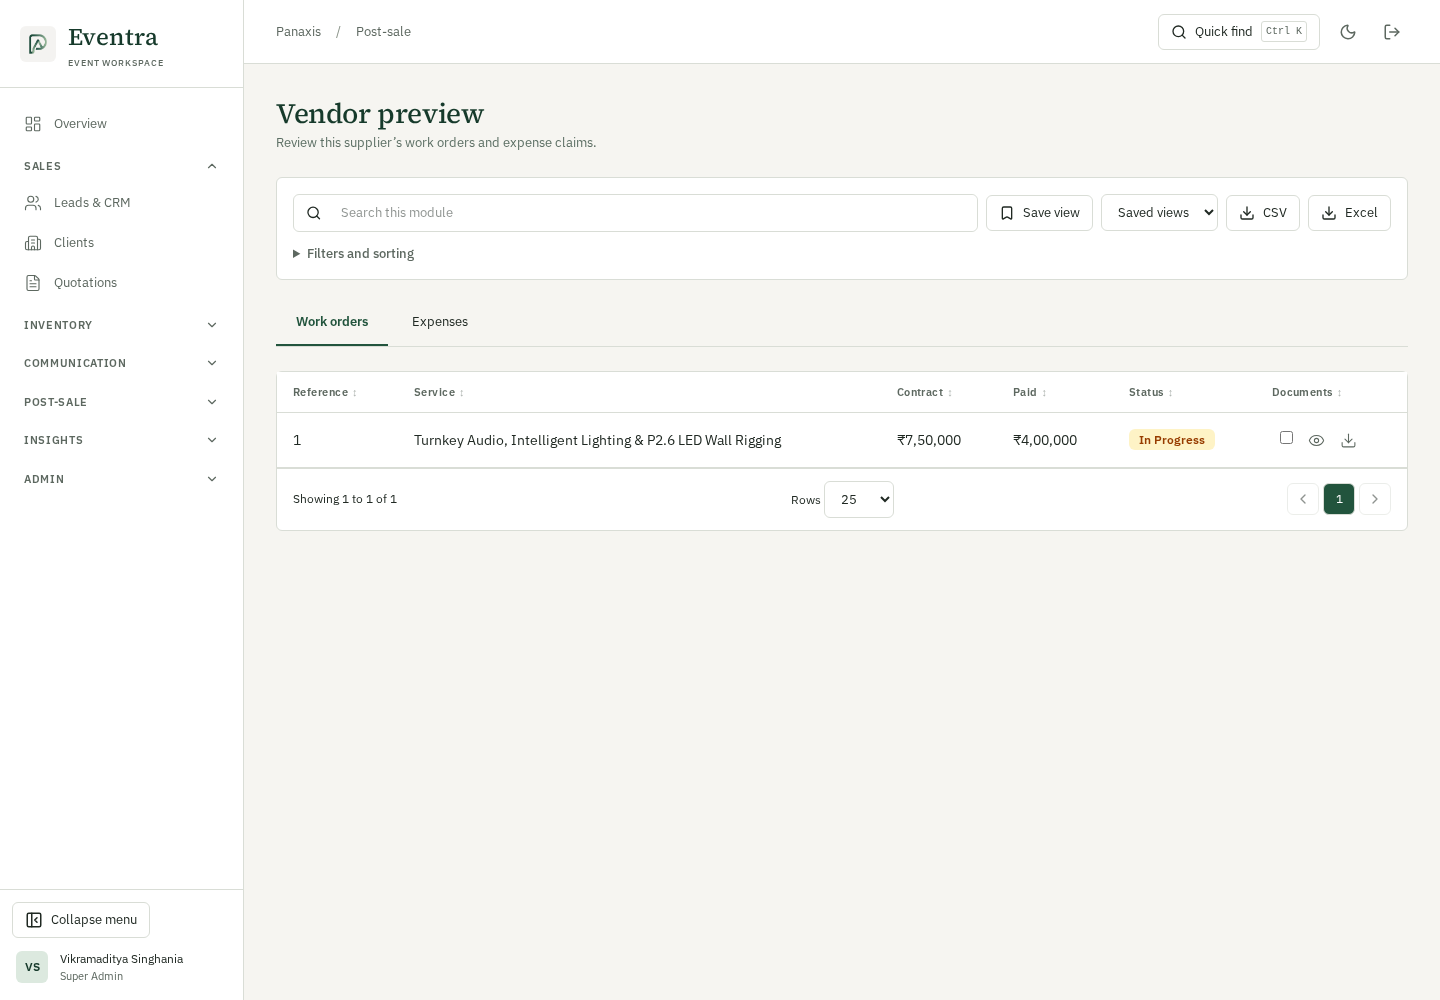 Eventra
EVENT WORKSPACE
Overview
SALES
Leads & CRM
Clients
Quotations
INVENTORY
COMMUNICATION
POST-SALE
INSIGHTS
ADMIN
Collapse menu
VS
Vikramaditya Singhania
Super Admin
Panaxis / Post-sale
Quick find Ctrl K
Vendor preview
Review this supplier’s work orders and expense claims.
Search this module
Save view
Saved views
CSV
Excel
Filters and sorting
Work orders Expenses
Reference Service Contract Paid Status Documents
1 Turnkey Audio, Intelligent Lighting & P2.6 LED Wall Rigging ₹7,50,000 ₹4,00,000 In Progress
Showing 1 to 1 of 1 Rows 25 1